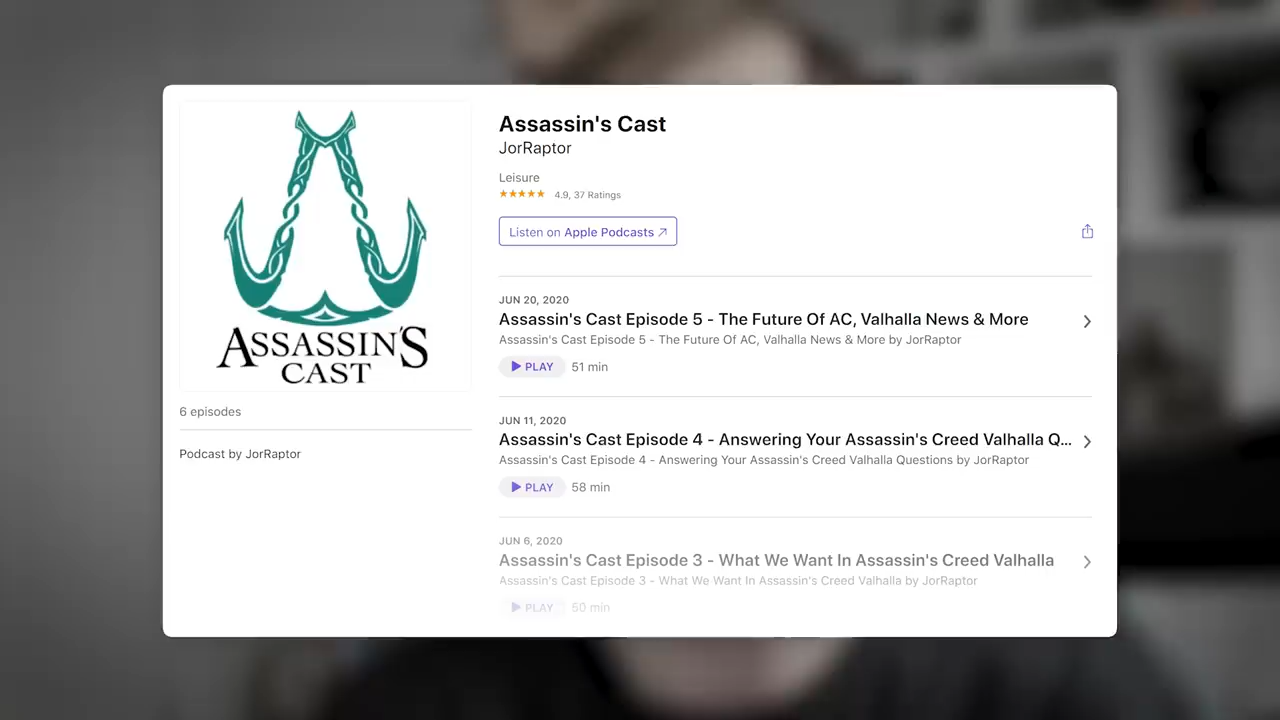 ASSASSIN'S
CAST
6 episodes
Podcast by JorRaptor
Assassin's Cast
JorRaptor
Leisure
★★★★★ 4.9, 37 Ratings
Listen on Apple Podcasts ↗
JUN 20, 2020
Assassin's Cast Episode 5 - The Future Of AC, Valhalla News & More
Assassin's Cast Episode 5 - The Future Of AC, Valhalla News & More by JorRaptor
▶ PLAY 51 min
JUN 11, 2020
Assassin's Cast Episode 4 - Answering Your Assassin's Creed Valhalla Q...
Assassin's Cast Episode 4 - Answering Your Assassin's Creed Valhalla Questions by JorRaptor
▶ PLAY 58 min
JUN 6, 2020
Assassin's Cast Episode 3 - What We Want In Assassin's Creed Valhalla
Assassin's Cast Episode 3 - What We Want In Assassin's Creed Valhalla by JorRaptor
▶ PLAY 50 min